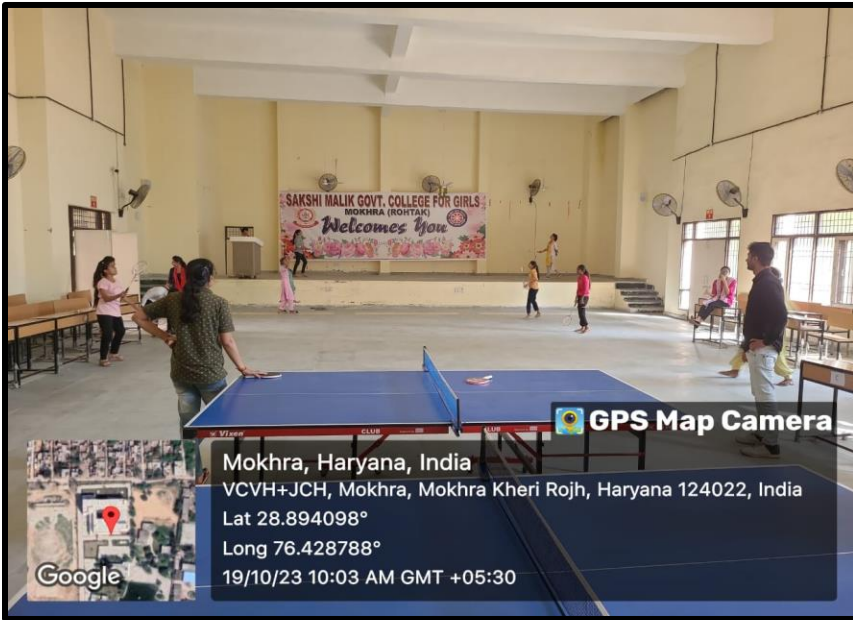 SAKSHI MALIK GOVT. COLLEGE FOR GIRLS
MOKHRA (ROHTAK)
Welcomes You
Vixen
CLUB
CLUB
GPS Map Camera
Mokhra, Haryana, India
VCVH+JCH, Mokhra, Mokhra Kheri Rojh, Haryana 124022, India
Lat 28.894098°
Long 76.428788°
19/10/23 10:03 AM GMT +05:30
Google